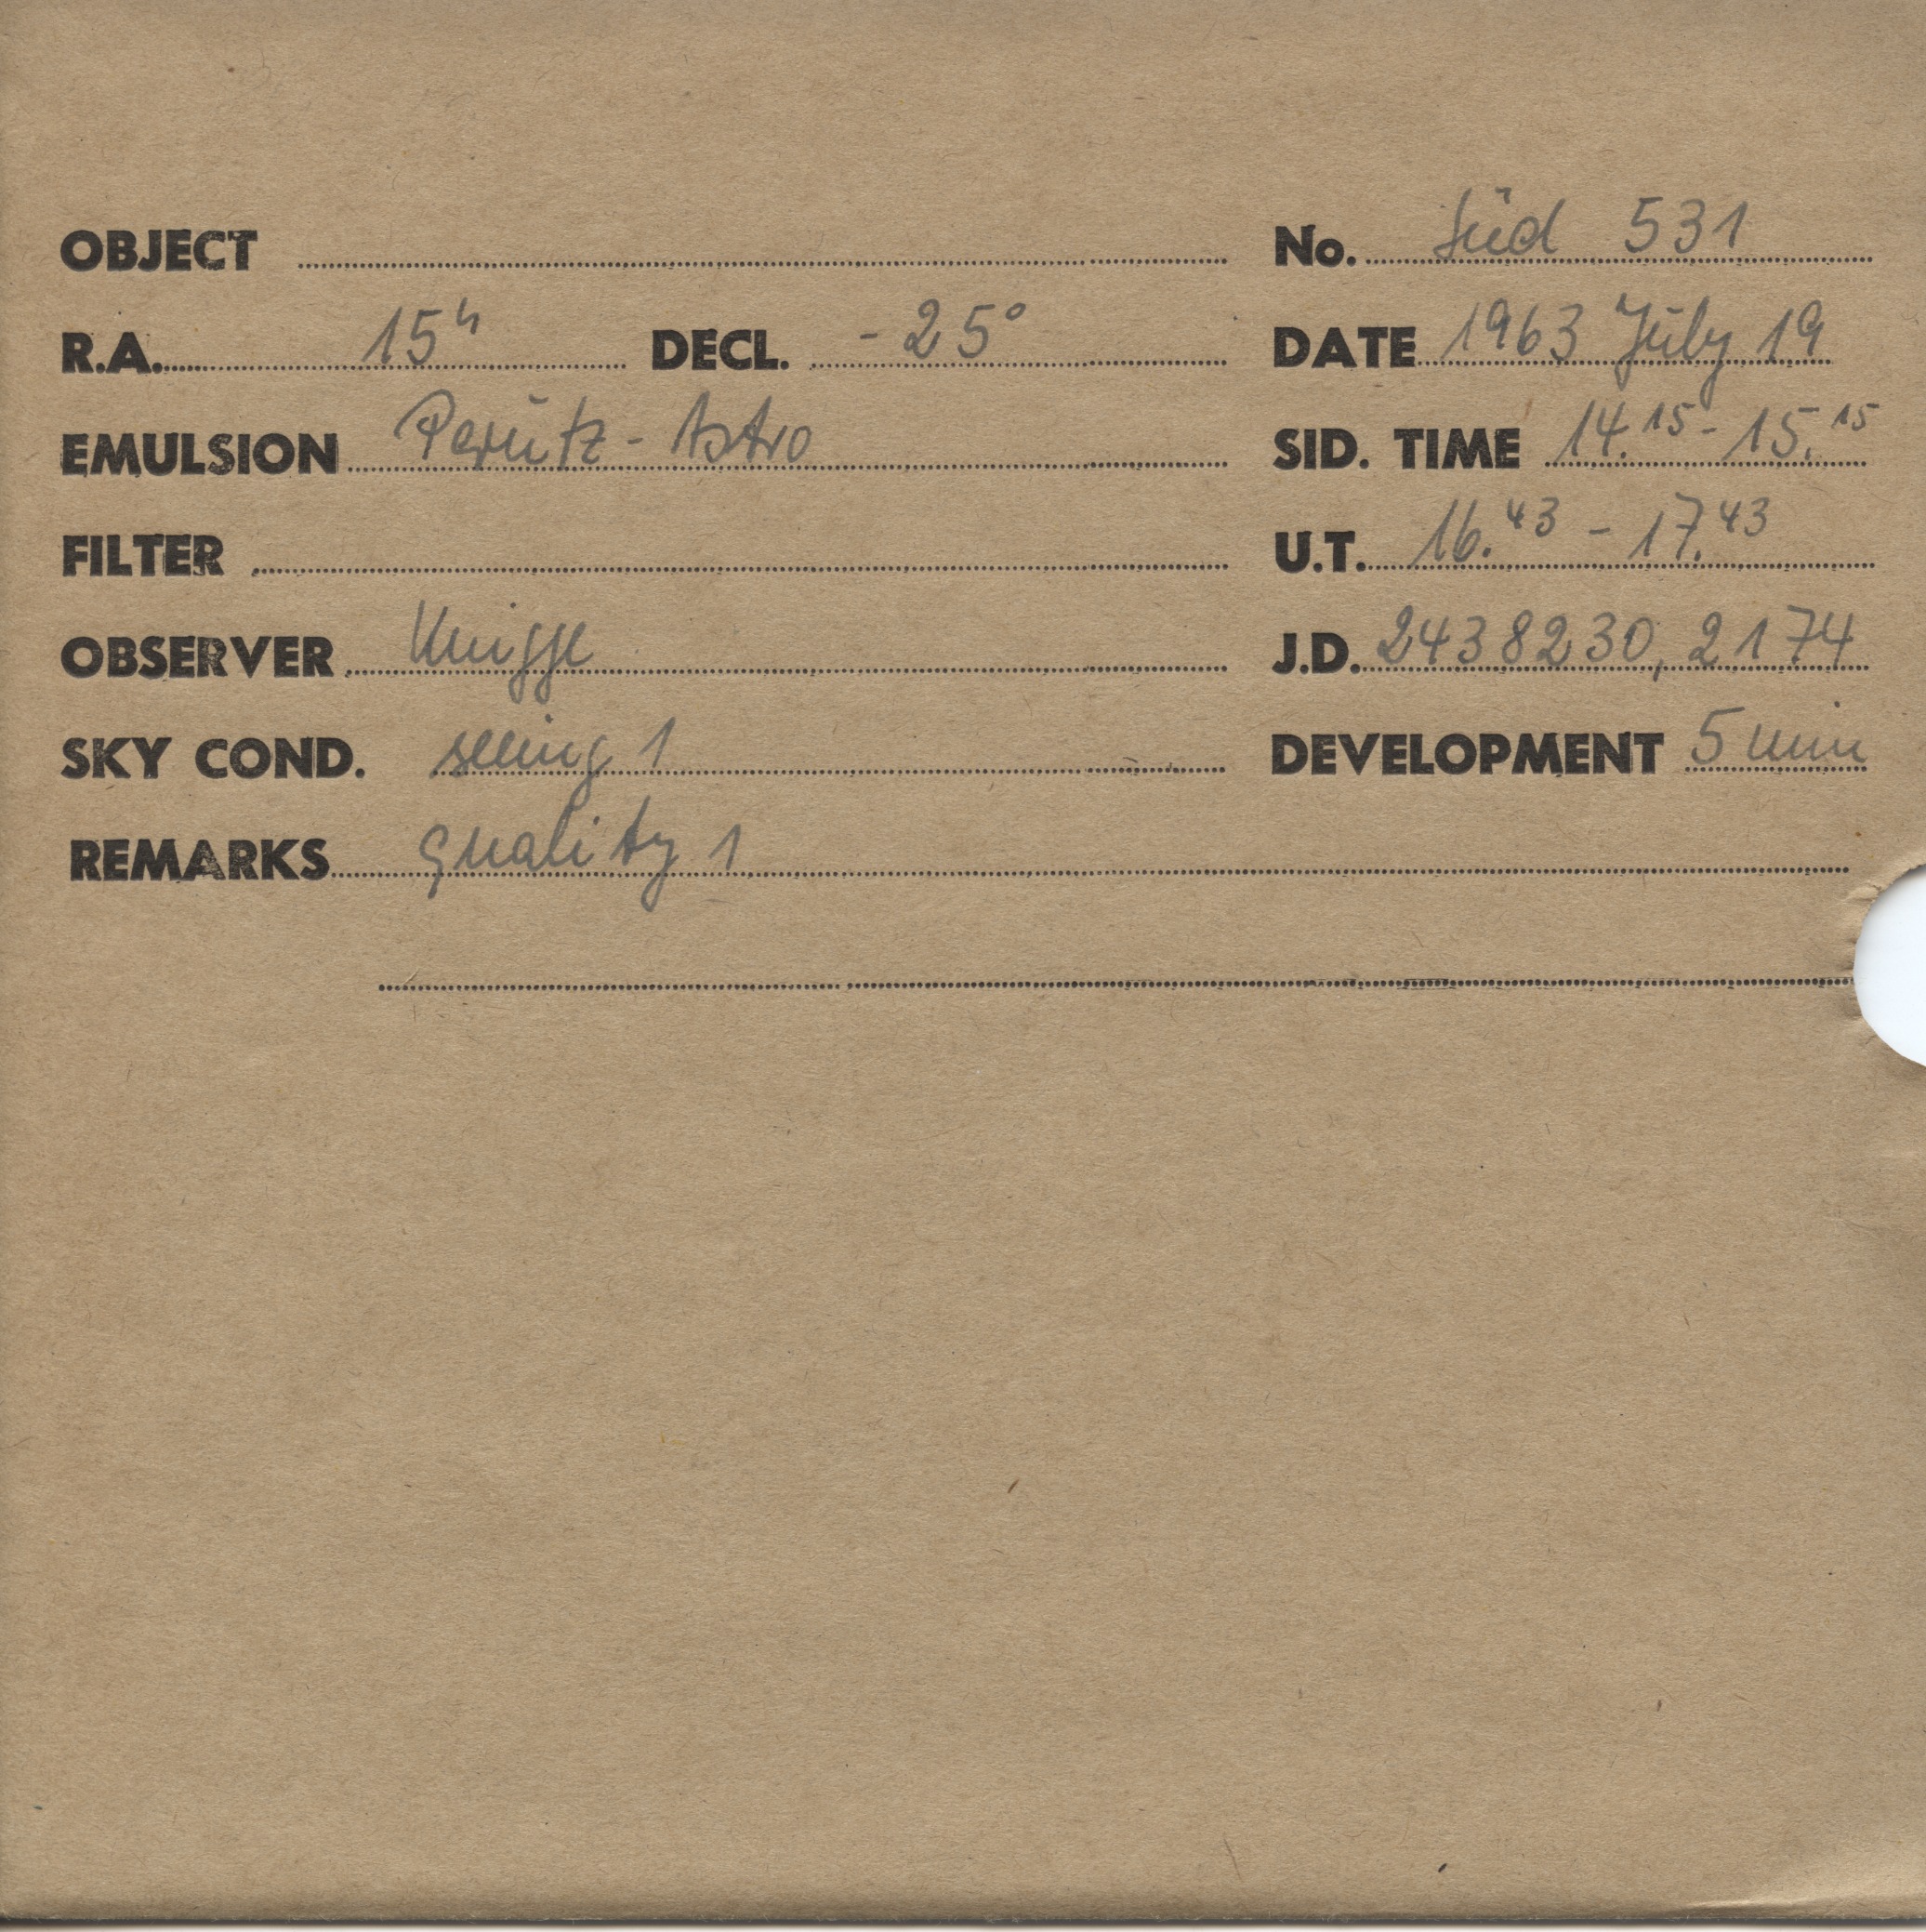 OBJECT No. Süd 531
R.A. 15h DECL. -25° DATE 1963 July 19
EMULSION Perutz-Astro SID. TIME 14.15 - 15.15
FILTER U.T. 16.43 - 17.43
OBSERVER Knigge J.D. 2438230,2174
SKY COND. seeing 1 DEVELOPMENT 5 min
REMARKS quality 1